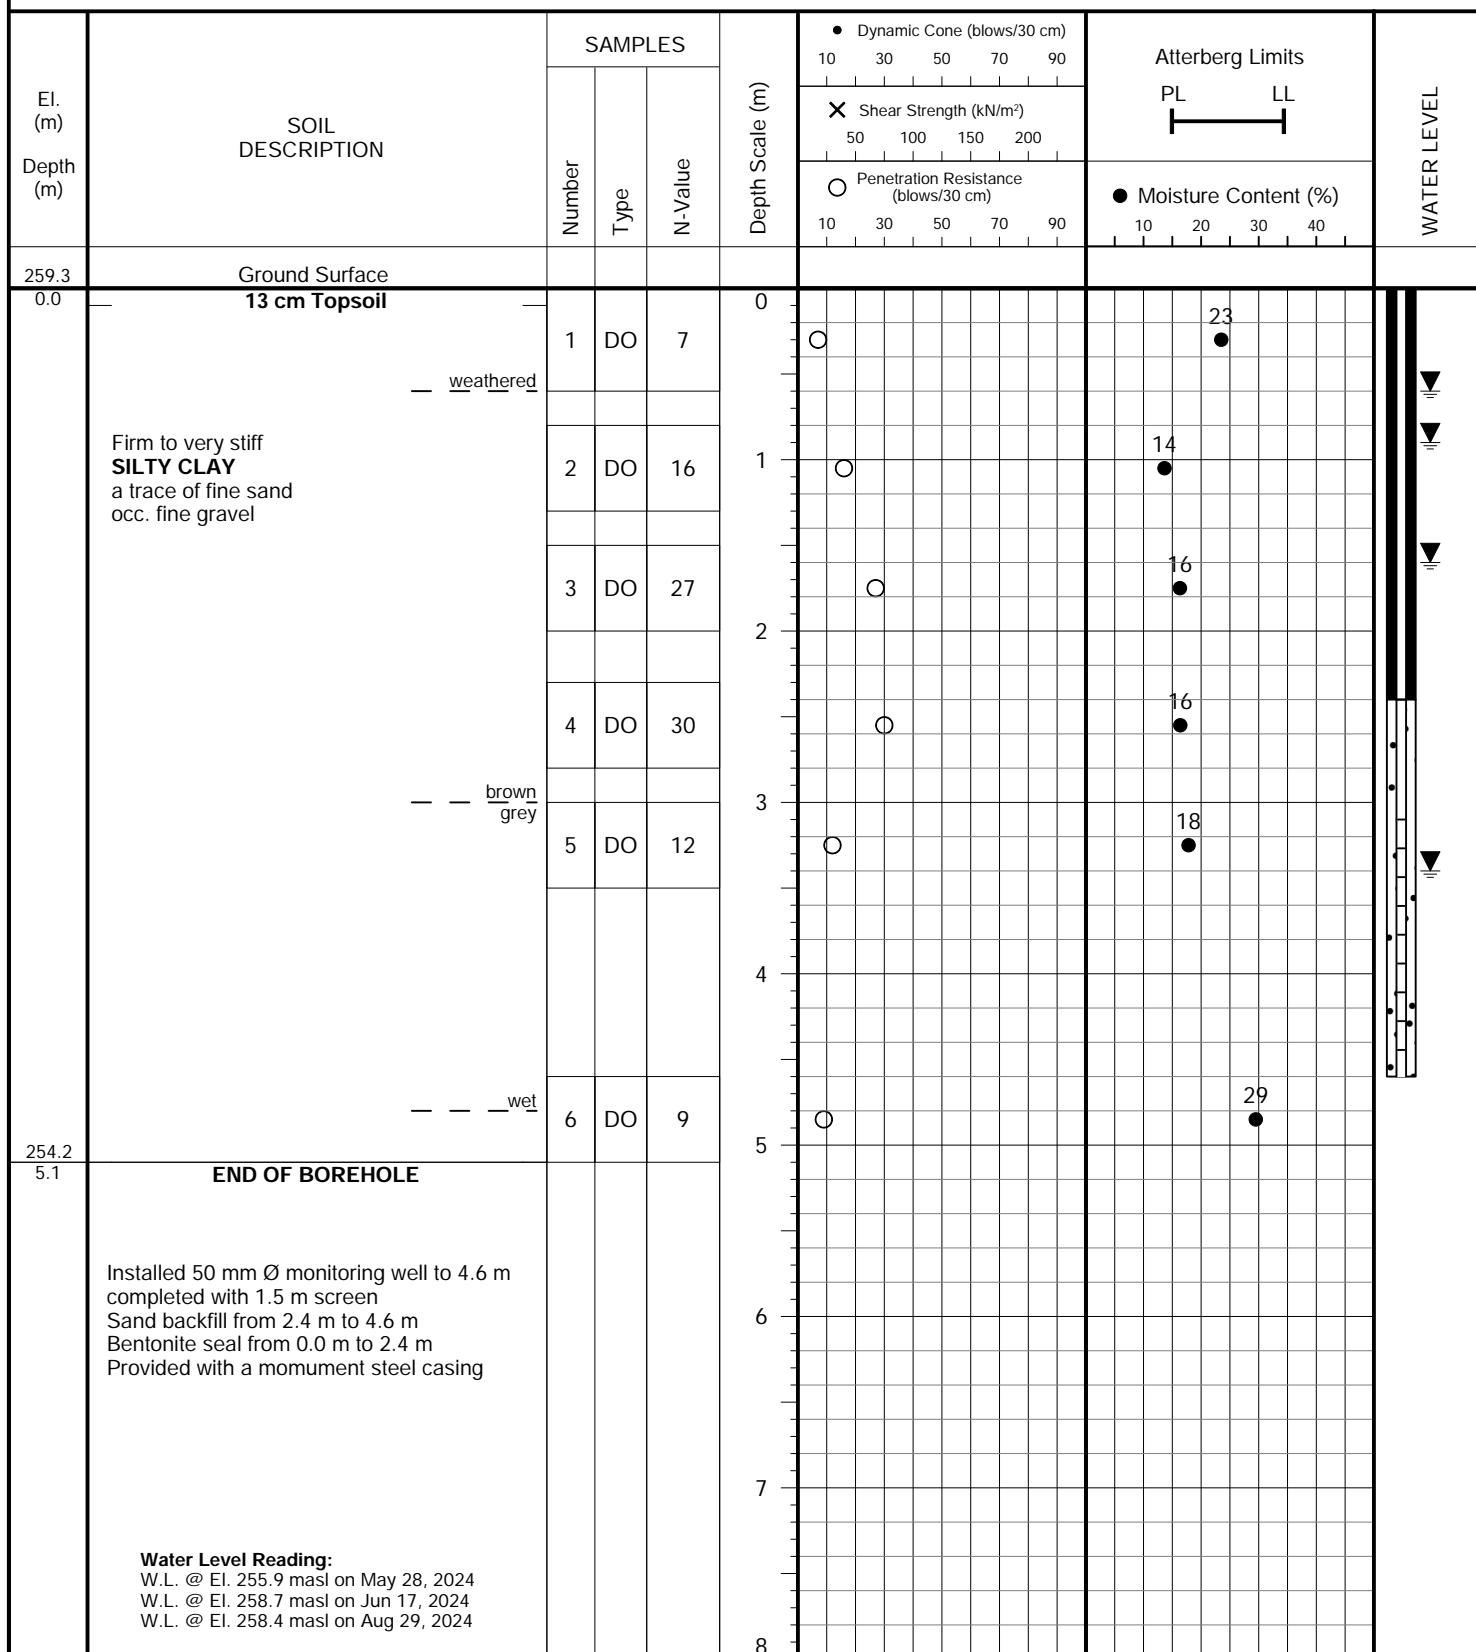 El.
(m)
Depth
(m)
SOIL
DESCRIPTION
SAMPLES
Number
Type
N-Value
Depth Scale (m)
Dynamic Cone (blows/30 cm)
10 30 50 70 90
Shear Strength (kN/m²)
50 100 150 200
Penetration Resistance
(blows/30 cm)
10 30 50 70 90
Atterberg Limits
PL LL
Moisture Content (%)
10 20 30 40
WATER LEVEL
259.3 Ground Surface
0.0 13 cm Topsoil 0
1 DO 7 23
weathered
Firm to very stiff
SILTY CLAY
a trace of fine sand
occ. fine gravel
2 DO 16 14
1
3 DO 27 16
2
4 DO 30 16
brown
grey
3
5 DO 12 18
4
wet
6 DO 9 29
254.2
5
5.1 END OF BOREHOLE
Installed 50 mm Ø monitoring well to 4.6 m
completed with 1.5 m screen
Sand backfill from 2.4 m to 4.6 m
Bentonite seal from 0.0 m to 2.4 m
Provided with a momument steel casing
6
7
Water Level Reading:
W.L. @ El. 255.9 masl on May 28, 2024
W.L. @ El. 258.7 masl on Jun 17, 2024
W.L. @ El. 258.4 masl on Aug 29, 2024
8